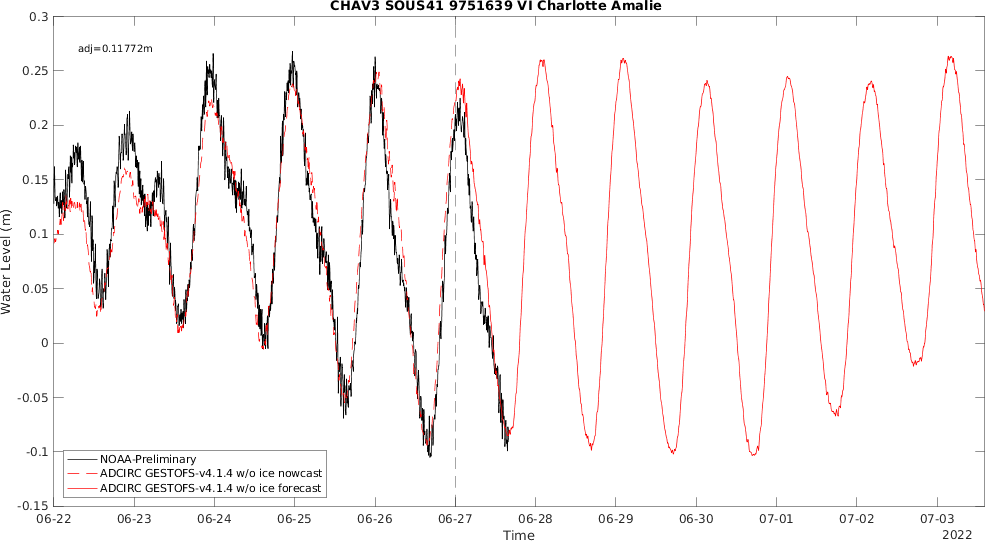 CHAV3 SOUS41 9751639 VI Charlotte Amalie
0.3
adj=0.11772m
0.25
0.2
0.15
0.1
0.05
0
-0.05
-0.1
-0.15
Water Level (m)
NOAA-Preliminary
ADCIRC GESTOFS-v4.1.4 w/o ice nowcast
ADCIRC GESTOFS-v4.1.4 w/o ice forecast
06-22 06-23 06-24 06-25 06-26 06-27 06-28 06-29 06-30 07-01 07-02 07-03
Time
2022